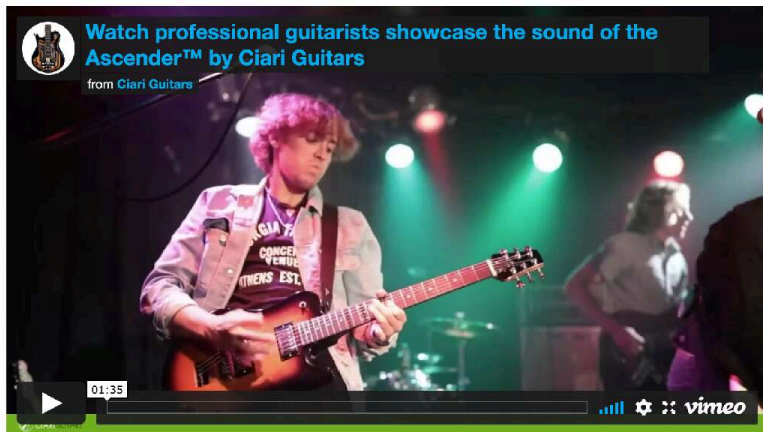 Watch professional guitarists showcase the sound of the
Ascender™ by Ciari Guitars
from Ciari Guitars
CONCERT
VENUE
ATHENS EST.
01:35
vimeo